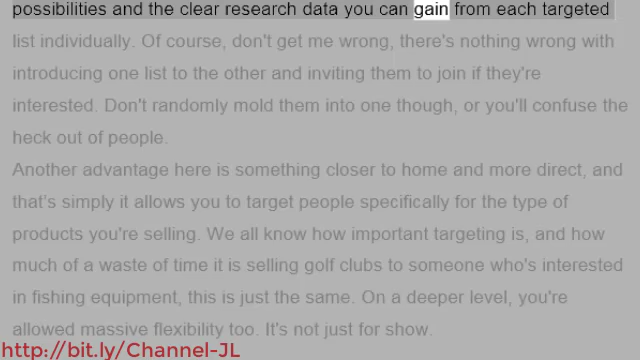 possibilities and the clear research data you can gain from each targeted
list individually. Of course, don't get me wrong, there's nothing wrong with
introducing one list to the other and inviting them to join if they're
interested. Don't randomly mold them into one though, or you'll confuse the
heck out of people.
Another advantage here is something closer to home and more direct, and
that’s simply it allows you to target people specifically for the type of
products you're selling. We all know how important targeting is, and how
much of a waste of time it is selling golf clubs to someone who's interested
in fishing equipment, this is just the same. On a deeper level, you're
allowed massive flexibility too. It's not just for show.
http://bit.ly/Channel-JL